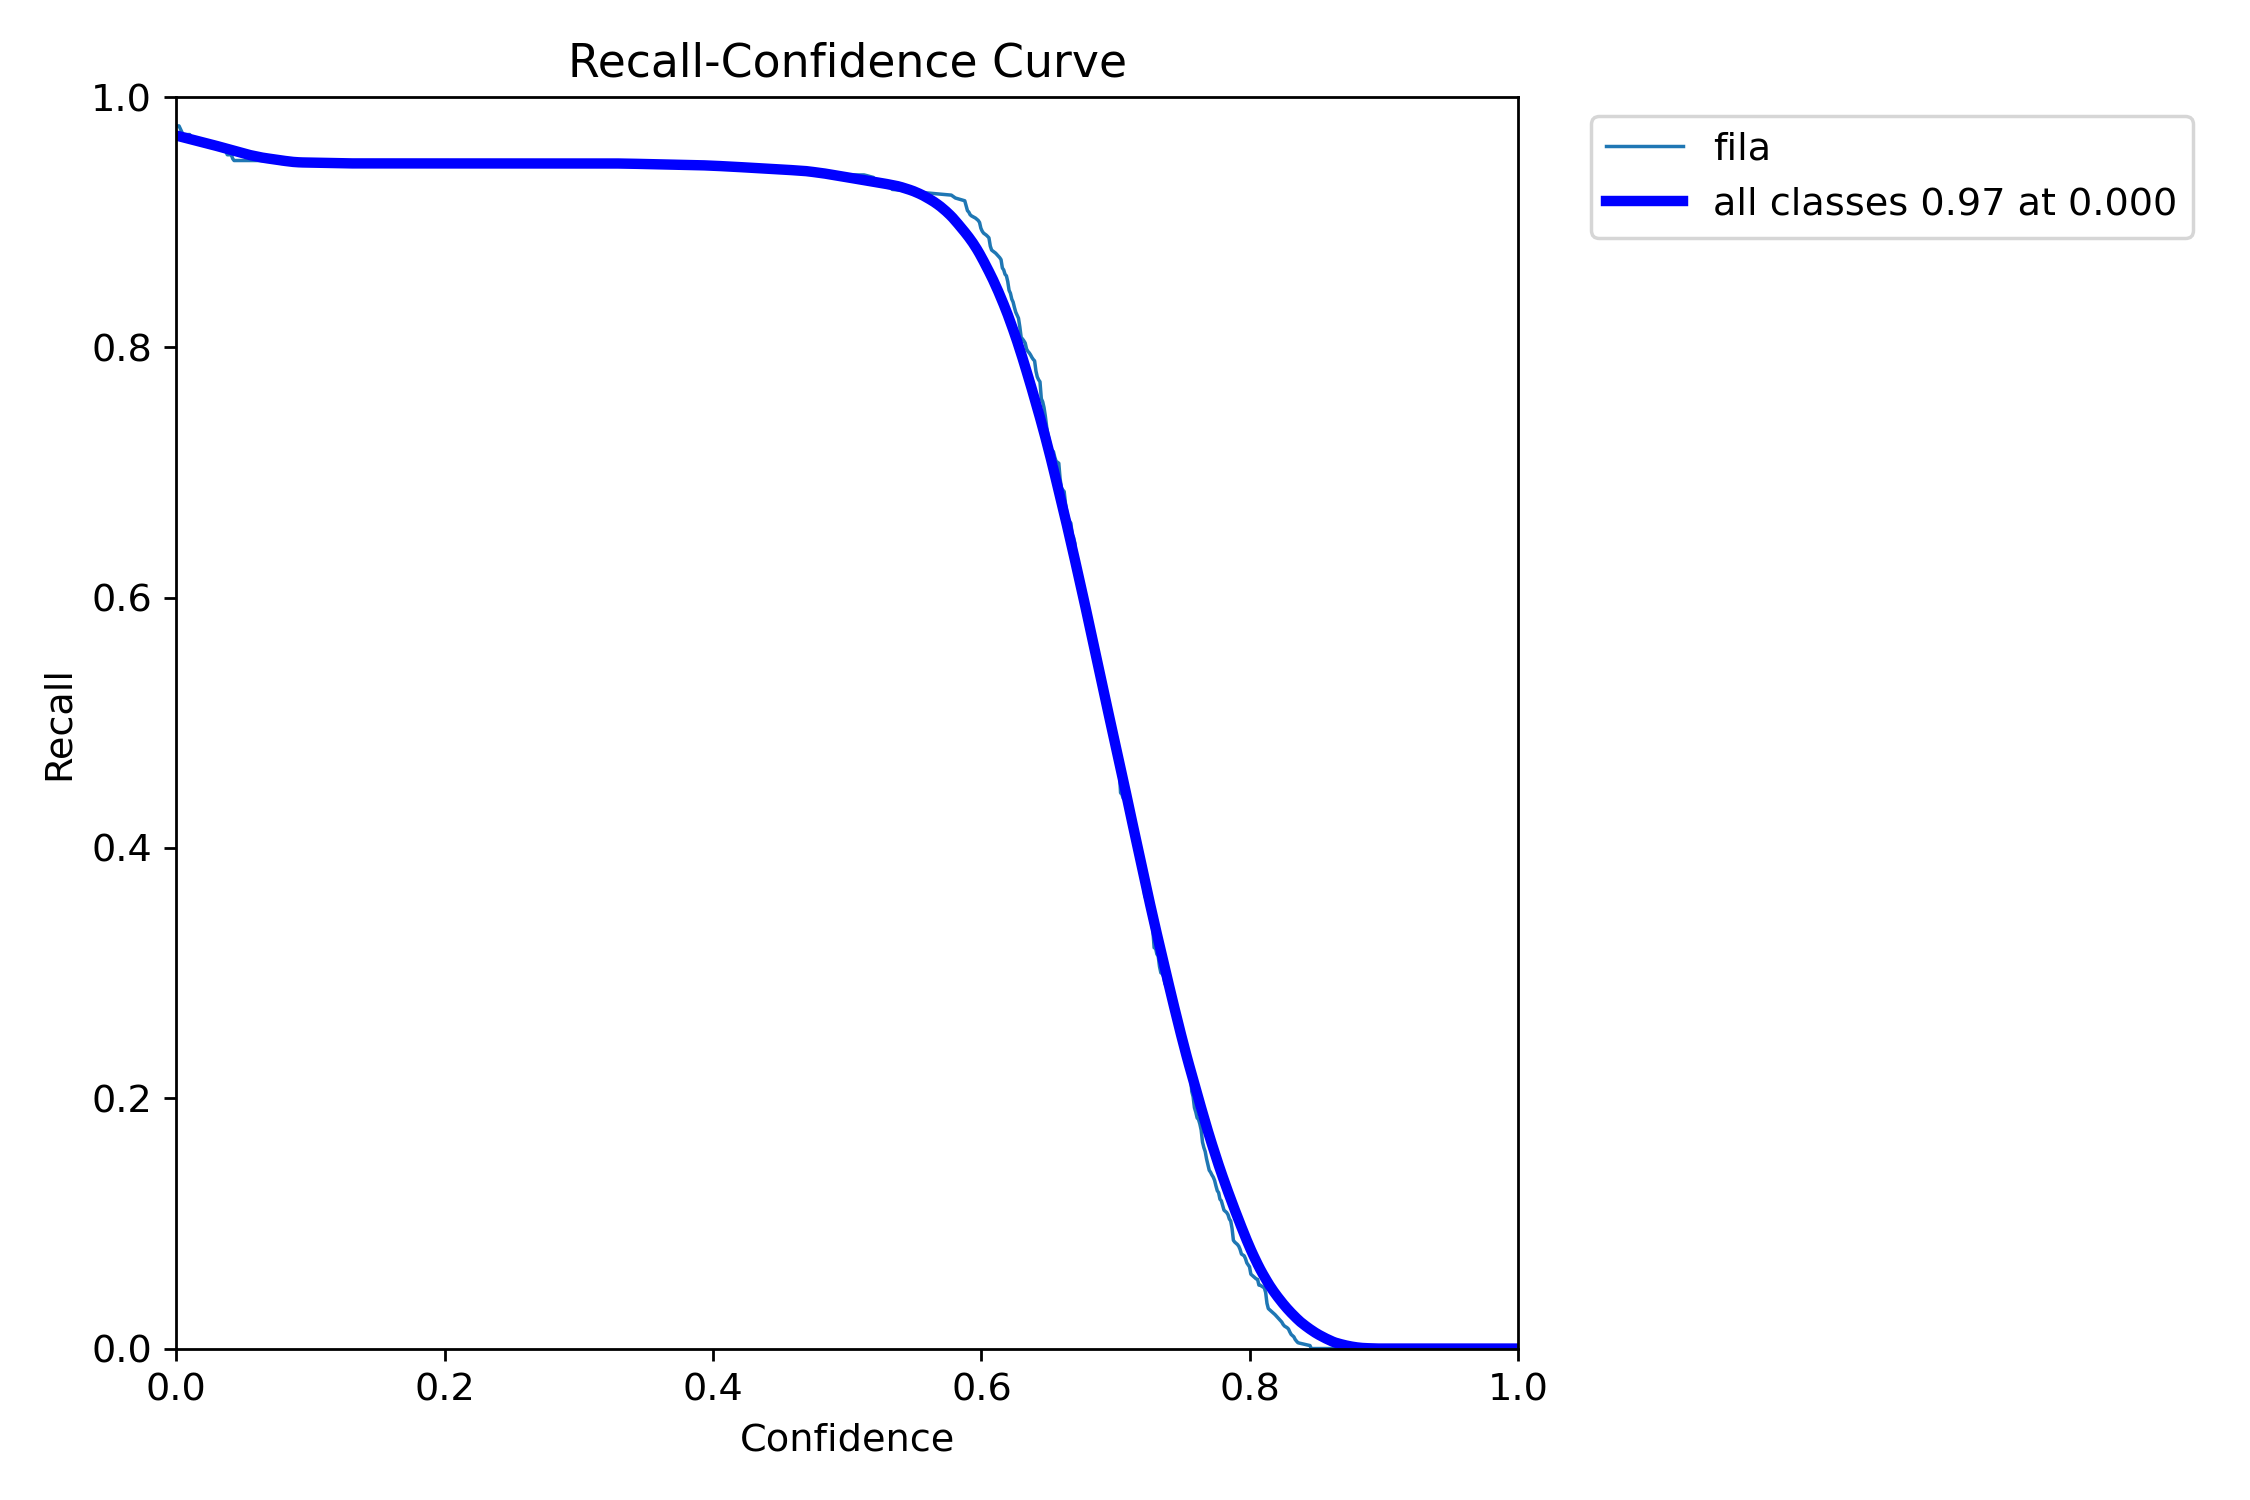 Recall-Confidence Curve
1.0
0.8
0.6
0.4
0.2
0.0
Recall
0.0 0.2 0.4 0.6 0.8 1.0
Confidence
fila
all classes 0.97 at 0.000